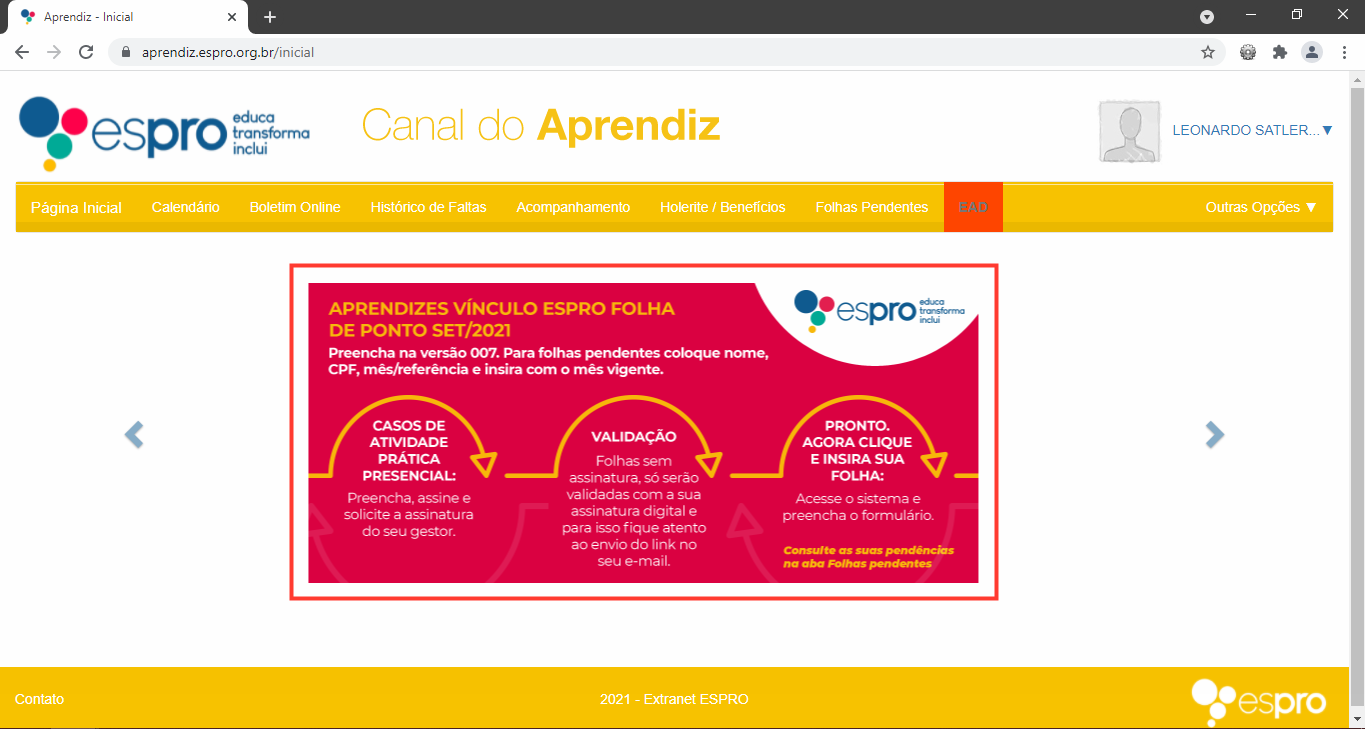 Aprendiz - Inicial
aprendiz.espro.org.br/inicial
espro
educa
transforma
inclui
Canal do Aprendiz
LEONARDO SATLER...▼
Página Inicial
Calendário
Boletim Online
Histórico de Faltas
Acompanhamento
Holerite / Benefícios
Folhas Pendentes
EAD
Outras Opções ▼
APRENDIZES VÍNCULO ESPRO FOLHA
DE PONTO SET/2021
Preencha na versão 007. Para folhas pendentes coloque nome,
CPF, mês/referência e insira com o mês vigente.
espro
educa
transforma
inclui
CASOS DE
ATIVIDADE
PRÁTICA
PRESENCIAL:
Preencha, assine e
solicite a assinatura
do seu gestor.
VALIDAÇÃO
Folhas sem
assinatura, só serão
validadas com a sua
assinatura digital e
para isso fique atento
ao envio do link no
seu e-mail.
PRONTO.
AGORA CLIQUE
E INSIRA SUA
FOLHA:
Acesse o sistema e
preencha o formulário.
Consulte as suas pendências
na aba Folhas pendentes
Contato
2021 - Extranet ESPRO
espro